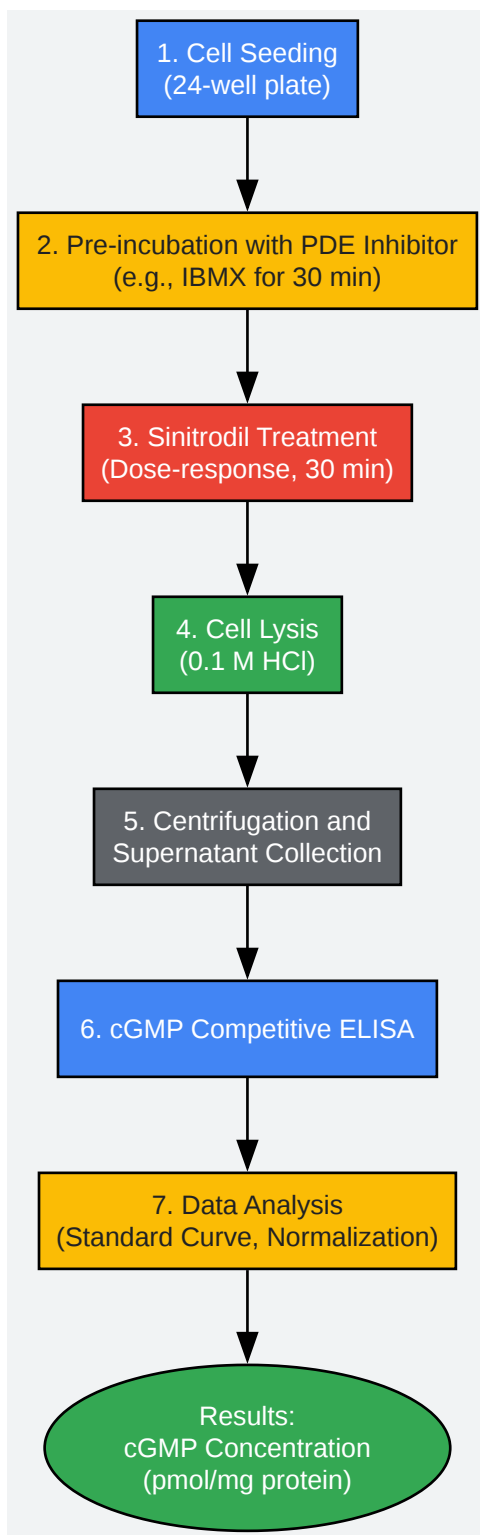 1. Cell Seeding
(24-well plate)
2. Pre-incubation with PDE Inhibitor
(e.g., IBMX for 30 min)
3. Sinitrodil Treatment
(Dose-response, 30 min)
4. Cell Lysis
(0.1 M HCl)
5. Centrifugation and
Supernatant Collection
6. cGMP Competitive ELISA
7. Data Analysis
(Standard Curve, Normalization)
Results:
cGMP Concentration
(pmol/mg protein)